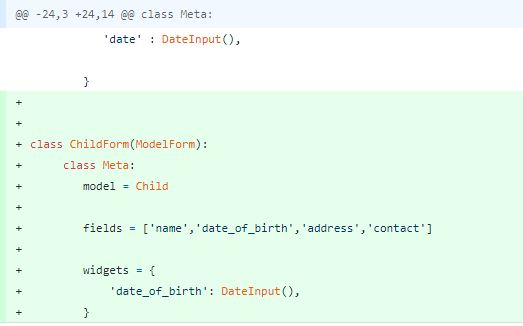 @@ -24,3 +24,14 @@ class Meta:
'date' : DateInput(),
}
+
+
+ class ChildForm(ModelForm):
+ class Meta:
+ model = Child
+
+ fields = ['name','date_of_birth','address','contact']
+
+ widgets = {
+ 'date_of_birth': DateInput(),
+ }